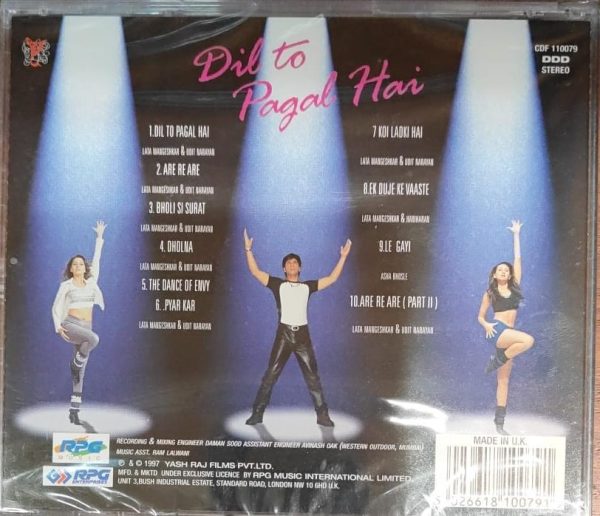 Dil to
Pagal Hai
CDF 110079
DDD
STEREO
1.DIL TO PAGAL HAI
LATA MANGESHKAR & UDIT NARAYAN
2.ARE RE ARE
LATA MANGESHKAR & UDIT NARAYAN
3. BHOLI SI SURAT
LATA MANGESHKAR & UDIT NARAYAN
4. DHOLNA
LATA MANGESHKAR & UDIT NARAYAN
5. THE DANCE OF ENVY
6..PYAR KAR
LATA MANGESHKAR & UDIT NARAYAN
7 KOI LADKI HAI
LATA MANGESHKAR & UDIT NARAYAN
8.EK DUJE KE VAASTE
LATA MANGESHKAR & HARIHARAN
9.LE GAYI
ASHA BHOSLE
10.ARE RE ARE ( PART II )
LATA MANGESHKAR & UDIT NARAYAN
RECORDING & MIXING ENGINEER DAMAN SOOD ASSISTANT ENGINEER AVINASH OAK (WESTERN OUTDOOR, MUMBAI)
MUSIC ASST. RAM LALWANI
RPG
MUSIC
℗ & © 1997 YASH RAJ FILMS PVT.LTD.
MFD. & MKTD UNDER EXCLUSIVE LICENCE BY RPG MUSIC INTERNATIONAL LIMITED.
UNIT 3,BUSH INDUSTRIAL ESTATE, STANDARD ROAD, LONDON NW 10 6HD U.K.
RPG
ENTERPRISES
MADE IN U.K.
5 026618 100791